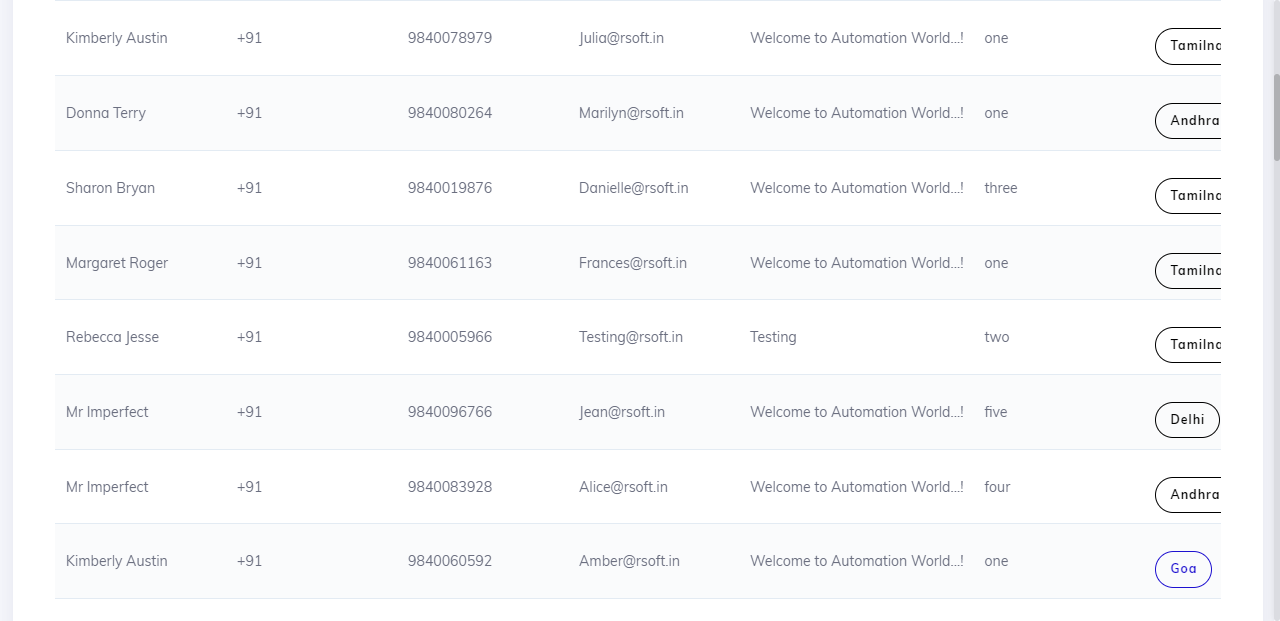 Kimberly Austin +91 9840078979 Julia@rsoft.in Welcome to Automation World...! one Tamilna
Donna Terry +91 9840080264 Marilyn@rsoft.in Welcome to Automation World...! one Andhra
Sharon Bryan +91 9840019876 Danielle@rsoft.in Welcome to Automation World...! three Tamilna
Margaret Roger +91 9840061163 Frances@rsoft.in Welcome to Automation World...! one Tamilna
Rebecca Jesse +91 9840005966 Testing@rsoft.in Testing two Tamilna
Mr Imperfect +91 9840096766 Jean@rsoft.in Welcome to Automation World...! five Delhi
Mr Imperfect +91 9840083928 Alice@rsoft.in Welcome to Automation World...! four Andhra
Kimberly Austin +91 9840060592 Amber@rsoft.in Welcome to Automation World...! one Goa